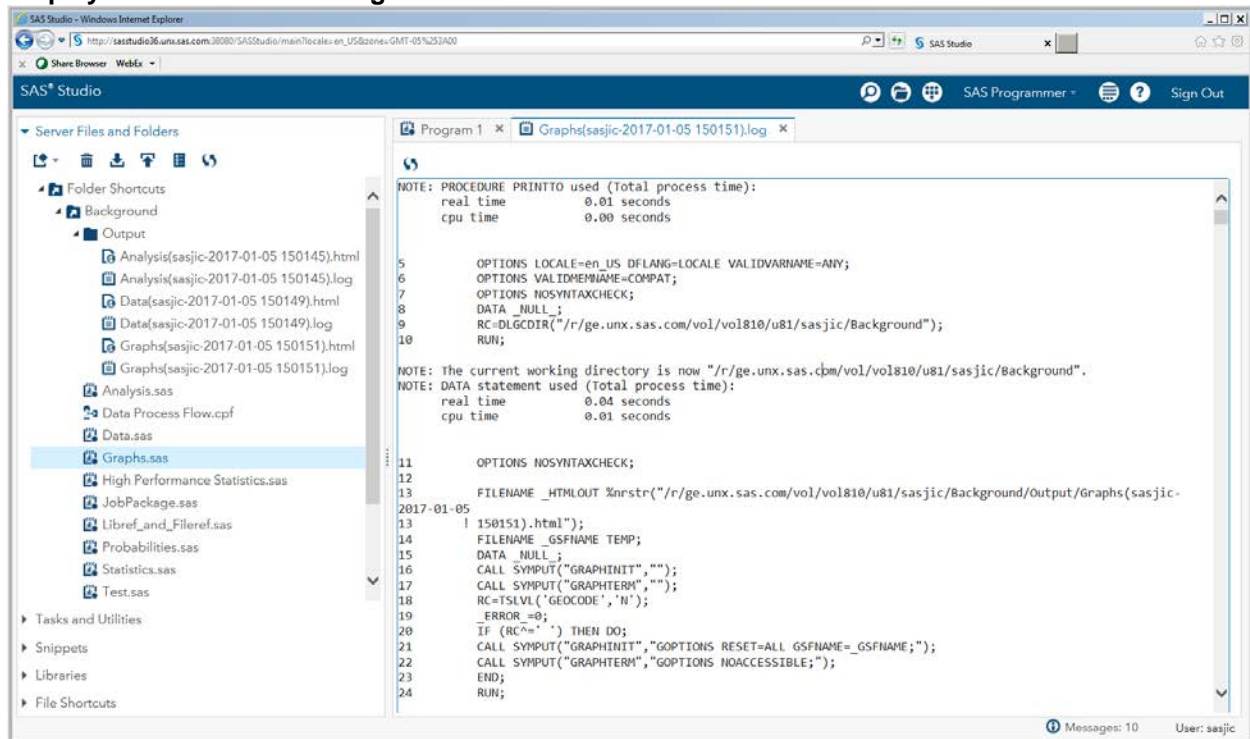 SAS Studio - Windows Internet Explorer
http://sasstudio36.unx.sas.com:38080/SASStudio/main?locale=en_US&zone=GMT-05%253A00
SAS Studio
x
x Share Browser WebEx
SAS® Studio
SAS Programmer
Sign Out
Server Files and Folders
Folder Shortcuts
Background
Output
Analysis(sasjic-2017-01-05 150145).html
Analysis(sasjic-2017-01-05 150145).log
Data(sasjic-2017-01-05 150149).html
Data(sasjic-2017-01-05 150149).log
Graphs(sasjic-2017-01-05 150151).html
Graphs(sasjic-2017-01-05 150151).log
Analysis.sas
Data Process Flow.cpf
Data.sas
Graphs.sas
High Performance Statistics.sas
JobPackage.sas
Libref_and_Fileref.sas
Probabilities.sas
Statistics.sas
Test.sas
Tasks and Utilities
Snippets
Libraries
File Shortcuts
Program 1 × Graphs(sasjic-2017-01-05 150151).log ×
NOTE: PROCEDURE PRINTTO used (Total process time):
real time 0.01 seconds
cpu time 0.00 seconds
5 OPTIONS LOCALE=en_US DFLANG=LOCALE VALIDVARNAME=ANY;
6 OPTIONS VALIDMEMNAME=COMPAT;
7 OPTIONS NOSYNTAXCHECK;
8 DATA _NULL_;
9 RC=DLGCDIR("/r/ge.unx.sas.com/vol/vol810/u81/sasjic/Background");
10 RUN;
NOTE: The current working directory is now "/r/ge.unx.sas.com/vol/vol810/u81/sasjic/Background".
NOTE: DATA statement used (Total process time):
real time 0.04 seconds
cpu time 0.01 seconds
11 OPTIONS NOSYNTAXCHECK;
12
13 FILENAME _HTMLOUT %nrstr("/r/ge.unx.sas.com/vol/vol810/u81/sasjic/Background/Output/Graphs(sasjic-
2017-01-05
13 ! 150151).html");
14 FILENAME _GSFNAME TEMP;
15 DATA _NULL_;
16 CALL SYMPUT("GRAPHINIT","");
17 CALL SYMPUT("GRAPHTERM","");
18 RC=TSLVL('GEOCODE','N');
19 _ERROR_=0;
20 IF (RC^=' ') THEN DO;
21 CALL SYMPUT("GRAPHINIT","GOPTIONS RESET=ALL GSFNAME=_GSFNAME;");
22 CALL SYMPUT("GRAPHTERM","GOPTIONS NOACCESSIBLE;");
23 END;
24 RUN;
Messages: 10
User: sasjic